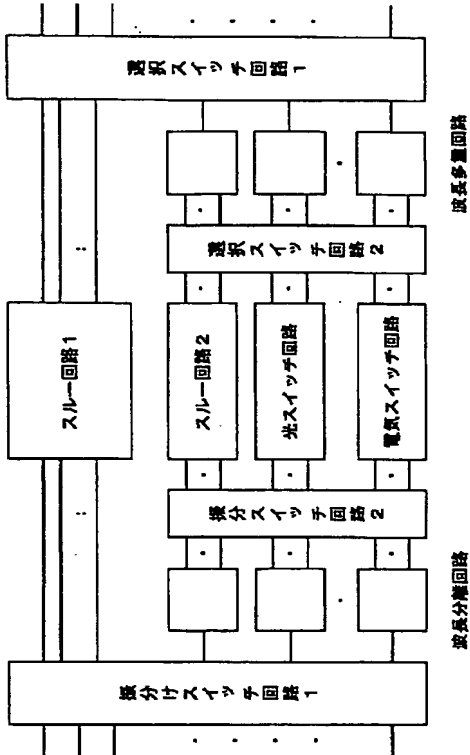 選択スイッチ回路1
波長多重回路
選択スイッチ回路2
スルー回路1
スルー回路2
光スイッチ回路
電気スイッチ回路
振分スイッチ回路2
波長分離回路
振分けスイッチ回路1